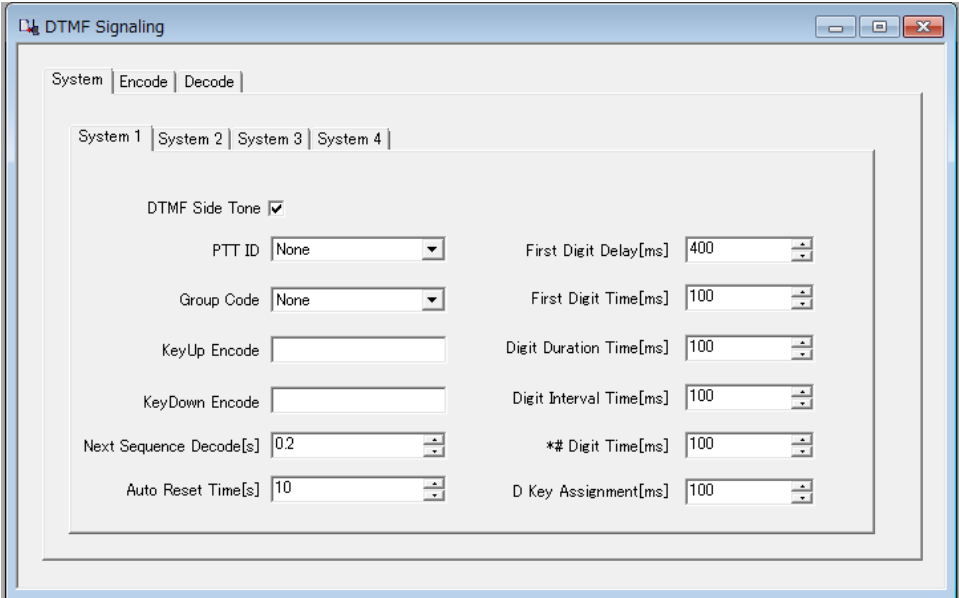 DTMF Signaling
System Encode Decode
System 1 System 2 System 3 System 4
DTMF Side Tone
PTT ID None First Digit Delay[ms] 400
Group Code None First Digit Time[ms] 100
KeyUp Encode Digit Duration Time[ms] 100
KeyDown Encode Digit Interval Time[ms] 100
Next Sequence Decode[s] 0.2 *# Digit Time[ms] 100
Auto Reset Time[s] 10 D Key Assignment[ms] 100